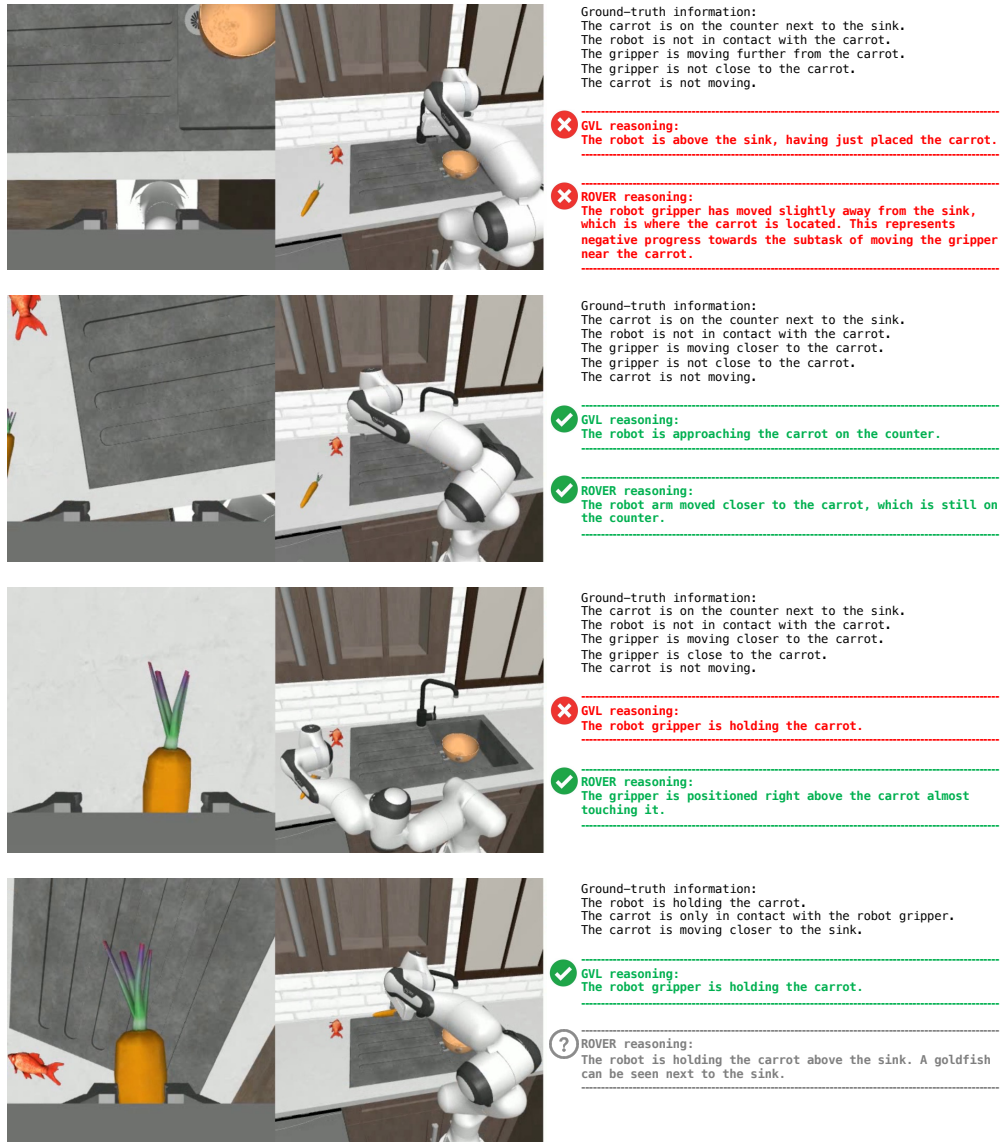 Ground-truth information:
The carrot is on the counter next to the sink.
The robot is not in contact with the carrot.
The gripper is moving further from the carrot.
The gripper is not close to the carrot.
The carrot is not moving.
GVL reasoning:
The robot is above the sink, having just placed the carrot.
ROVER reasoning:
The robot gripper has moved slightly away from the sink,
which is where the carrot is located. This represents
negative progress towards the subtask of moving the gripper
near the carrot.
Ground-truth information:
The carrot is on the counter next to the sink.
The robot is not in contact with the carrot.
The gripper is moving closer to the carrot.
The gripper is not close to the carrot.
The carrot is not moving.
GVL reasoning:
The robot is approaching the carrot on the counter.
ROVER reasoning:
The robot arm moved closer to the carrot, which is still on
the counter.
Ground-truth information:
The carrot is on the counter next to the sink.
The robot is not in contact with the carrot.
The gripper is moving closer to the carrot.
The gripper is close to the carrot.
The carrot is not moving.
GVL reasoning:
The robot gripper is holding the carrot.
ROVER reasoning:
The gripper is positioned right above the carrot almost
touching it.
Ground-truth information:
The robot is holding the carrot.
The carrot is only in contact with the robot gripper.
The carrot is moving closer to the sink.
GVL reasoning:
The robot gripper is holding the carrot.
ROVER reasoning:
The robot is holding the carrot above the sink. A goldfish
can be seen next to the sink.